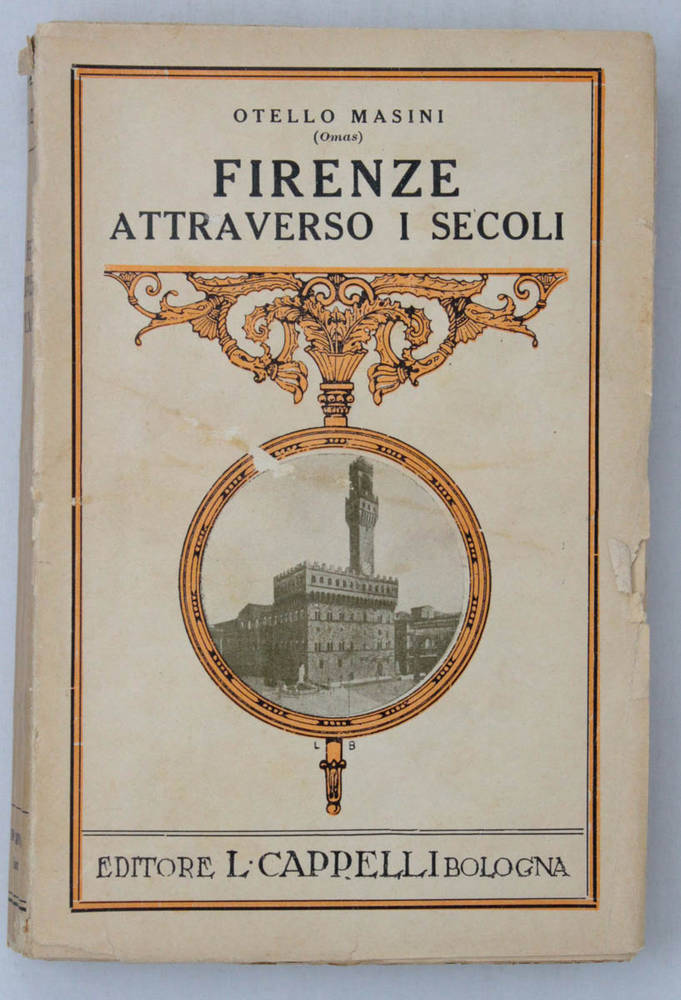 OTELLO MASINI
(Omas)
FIRENZE
ATTRAVERSO I SECOLI
L B
EDITORE L. CAPPELLI BOLOGNA